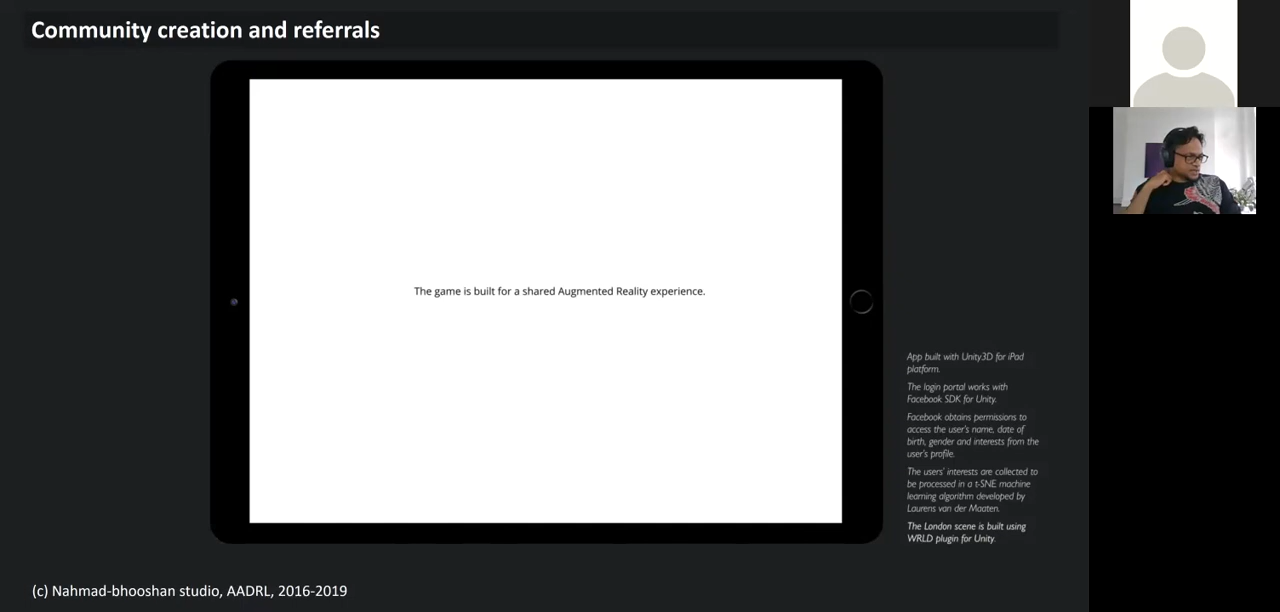 Community creation and referrals
The game is built for a shared Augmented Reality experience.
App built with Unity3D for iPad
platform.
The login portal works with
Facebook SDK for Unity.
Facebook obtains permissions to
access the user's name, date of
birth, gender and interests from the
user's profile.
The users' interests are collected to
be processed in a t-SNE machine
learning algorithm developed by
Laurens van der Maaten.
The London scene is built using
WRLD plugin for Unity.
(c) Nahmad-bhooshan studio, AADRL, 2016-2019